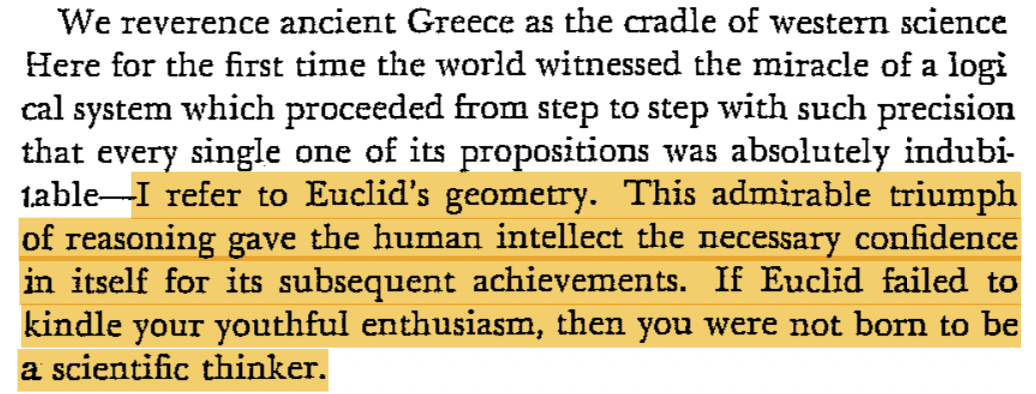 We reverence ancient Greece as the cradle of western science
Here for the first time the world witnessed the miracle of a logi
cal system which proceeded from step to step with such precision
that every single one of its propositions was absolutely indubi-
table—I refer to Euclid's geometry. This admirable triumph
of reasoning gave the human intellect the necessary confidence
in itself for its subsequent achievements. If Euclid failed to
kindle your youthful enthusiasm, then you were not born to be
a scientific thinker.